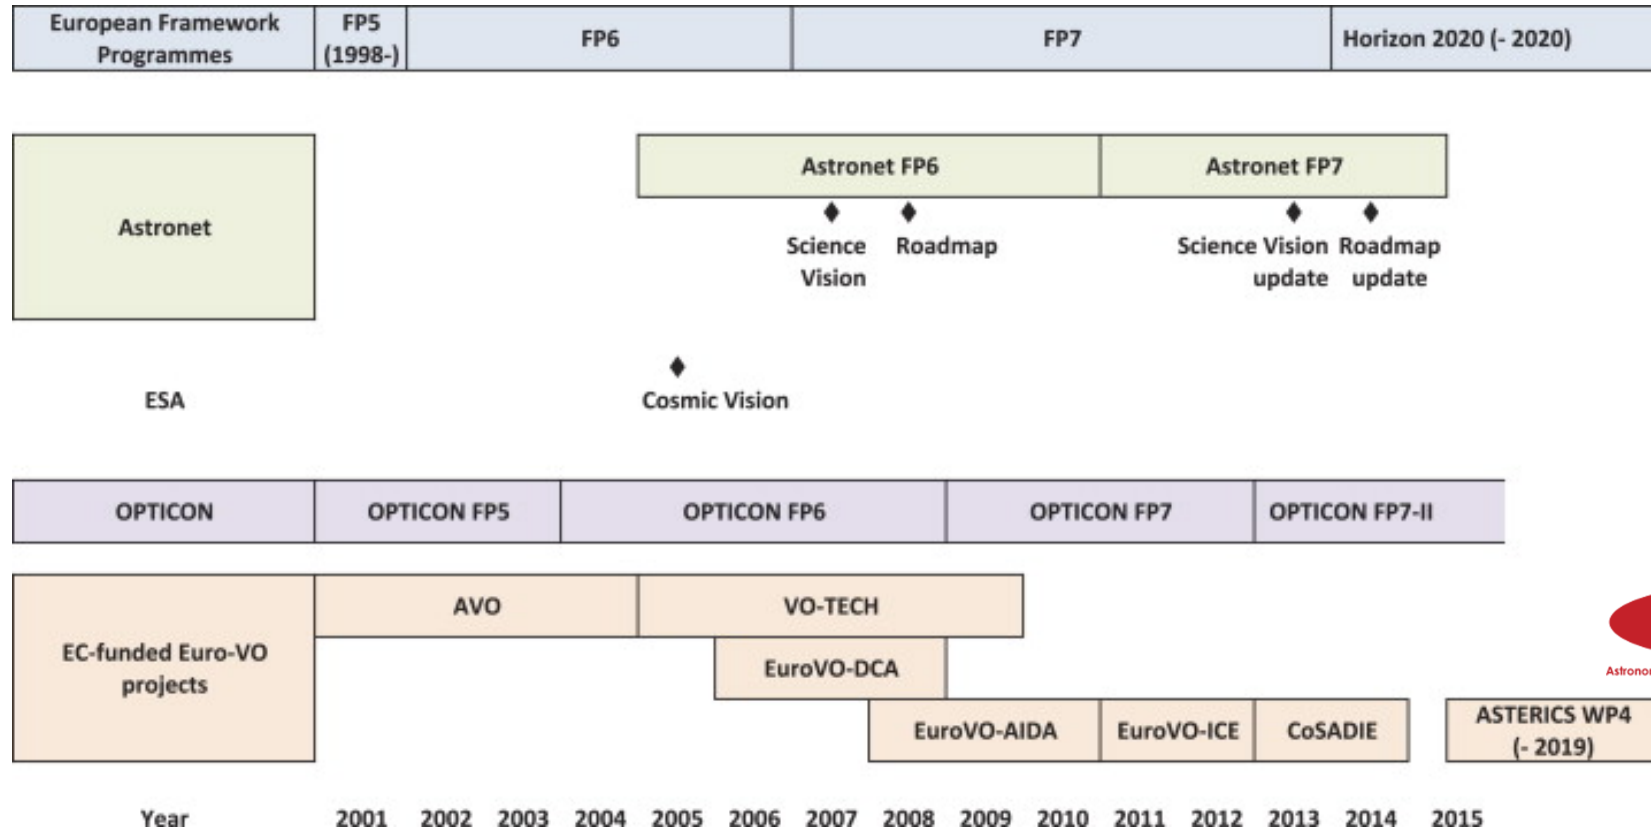 European Framework
Programmes
FP5
(1998-)
FP6
FP7
Horizon 2020 (- 2020)
Astronet
Astronet FP6
Astronet FP7
Science
Vision
Roadmap
Science Vision
update
Roadmap
update
ESA
Cosmic Vision
OPTICON
OPTICON FP5
OPTICON FP6
OPTICON FP7
OPTICON FP7-II
EC-funded Euro-VO
projects
AVO
VO-TECH
EuroVO-DCA
EuroVO-AIDA
EuroVO-ICE
CoSADIE
ASTERICS WP4
(- 2019)
Year 2001 2002 2003 2004 2005 2006 2007 2008 2009 2010 2011 2012 2013 2014 2015